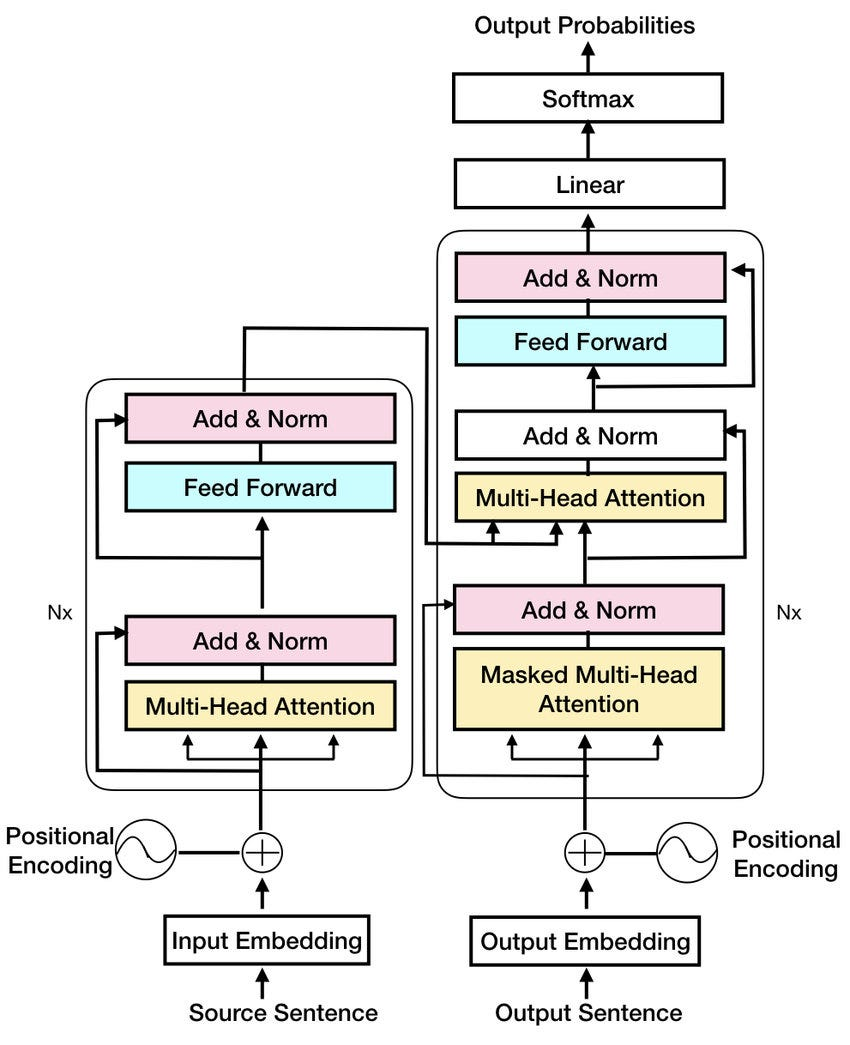 Output Probabilities
Softmax
Linear
Add & Norm
Feed Forward
Add & Norm
Multi-Head Attention
Add & Norm
Masked Multi-Head
Attention
Nx
Add & Norm
Feed Forward
Nx
Add & Norm
Multi-Head Attention
Positional
Encoding
Positional
Encoding
Input Embedding
Output Embedding
Source Sentence
Output Sentence